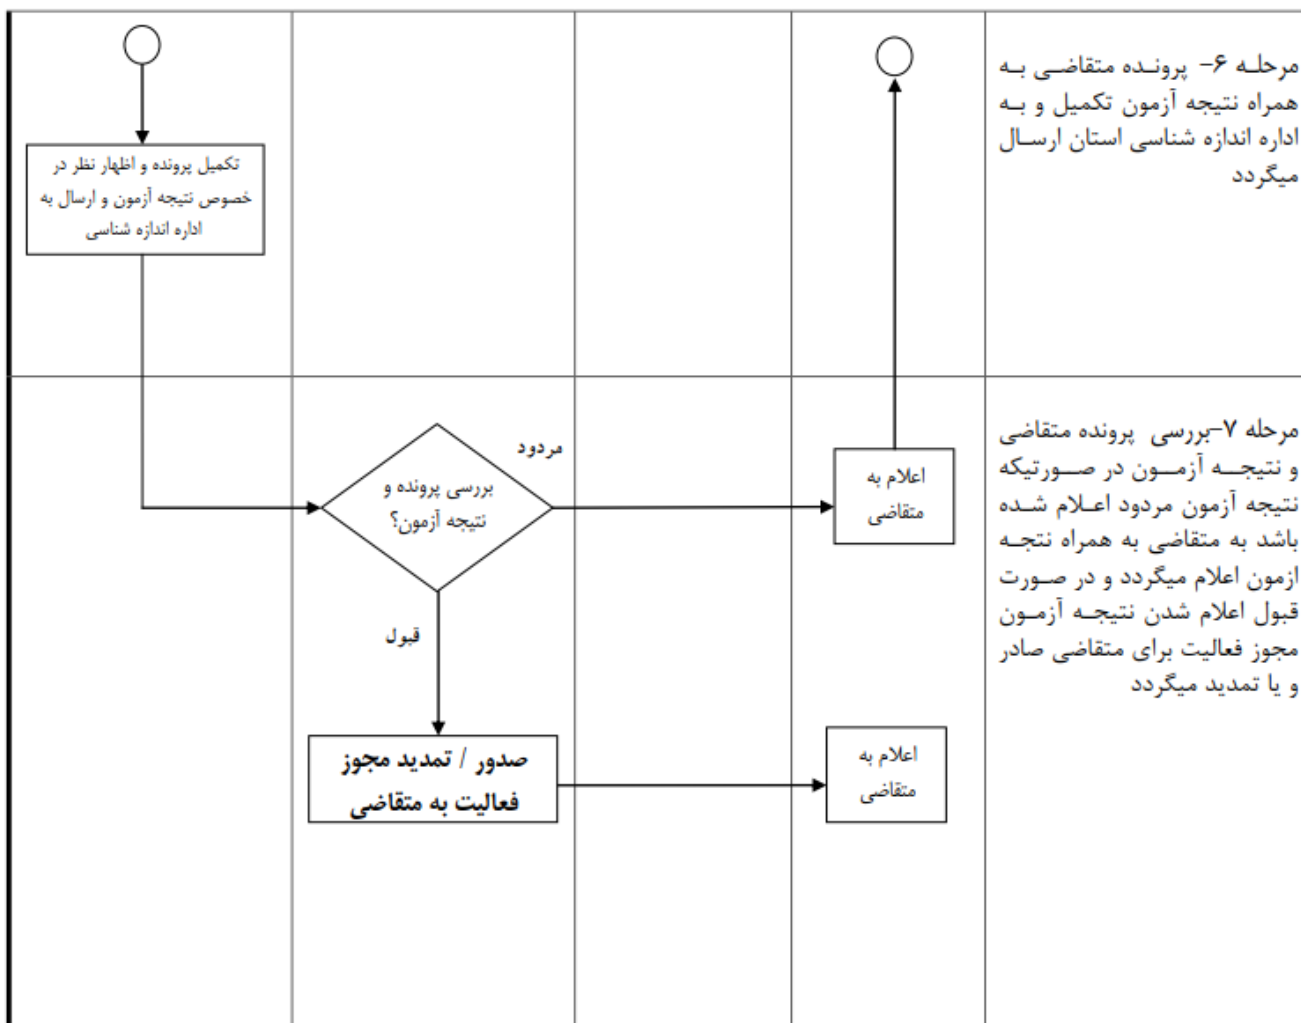 مرحله ۶- پرونده متقاضی به
همراه نتیجه آزمون تکمیل و به
اداره اندازه شناسی استان ارسال
میگردد
تکمیل پرونده و اظهار نظر در
خصوص نتیجه آزمون و ارسال به
اداره اندازه شناسی
مرحله ۷-بررسی پرونده متقاضی
و نتیجه آزمون در صورتیکه
نتیجه آزمون مردود اعلام شده
باشد به متقاضی به همراه نتجه
ازمون اعلام میگردد و در صورت
قبول اعلام شدن نتیجه آزمون
مجوز فعالیت برای متقاضی صادر
و یا تمدید میگردد
بررسی پرونده و
نتیجه آزمون؟
مردود
اعلام به
متقاضی
قبول
صدور / تمدید مجوز
فعالیت به متقاضی
اعلام به
متقاضی